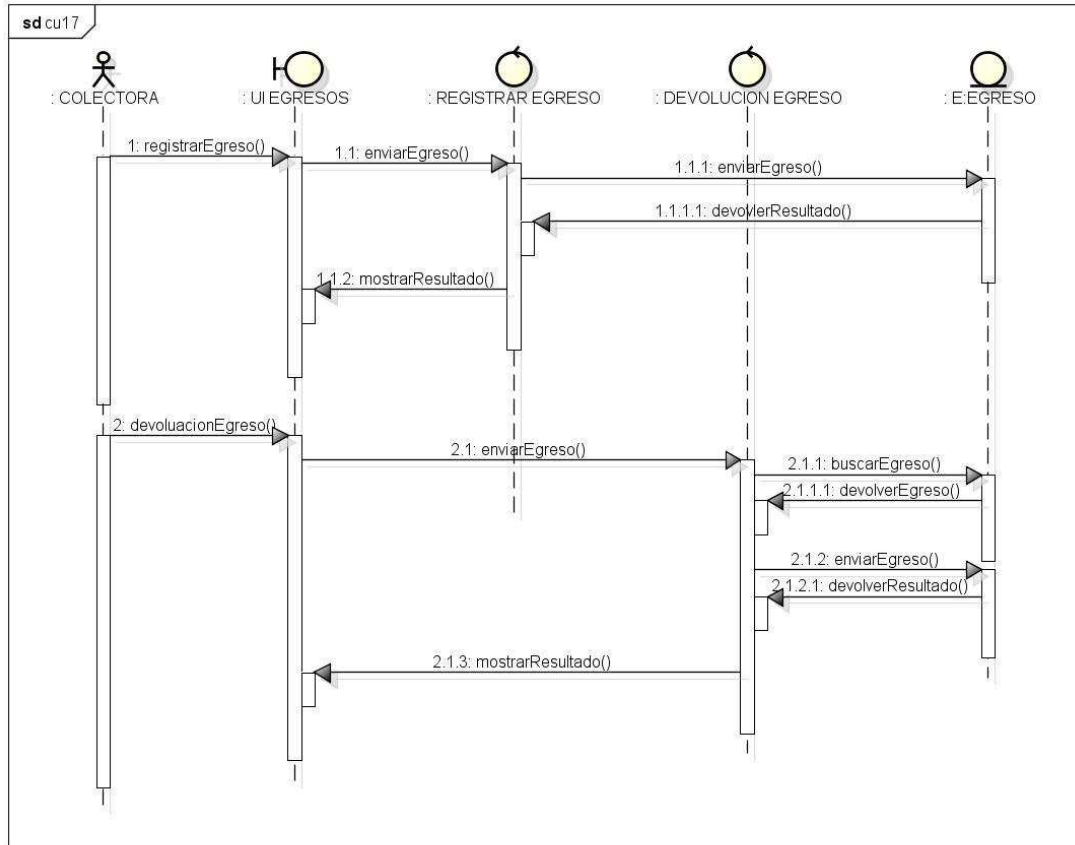 sd cu17
: COLECTORA
: UI EGRESOS
: REGISTRAR EGRESO
: DEVOLUCION EGRESO
: E:EGRESO
1: registrarEgreso()
1.1: enviarEgreso()
1.1.1: enviarEgreso()
1.1.1.1: devovlerResultado()
1.1.2: mostrarResultado()
2: devoluacionEgreso()
2.1: enviarEgreso()
2.1.1: buscarEgreso()
2.1.1.1: devolverEgreso()
2.1.2: enviarEgreso()
2.1.2.1: devolverResultado()
2.1.3: mostrarResultado()